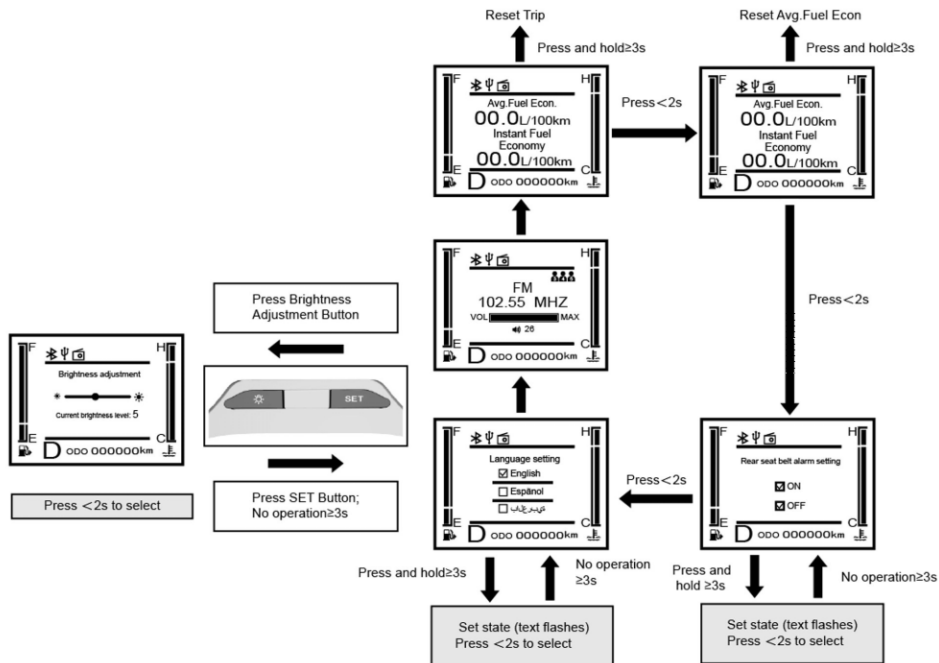 Reset Trip
Press and hold≥3s
F
H
Avg.Fuel Econ.
00.0L/100km
Instant Fuel
Economy
00.0L/100km
E
C
D ODO 000000km
Press<2s
Reset Avg.Fuel Econ
Press and hold≥3s
F
H
Avg.Fuel Econ.
00.0L/100km
Instant Fuel
Economy
00.0L/100km
E
C
D ODO 000000km
Press<2s
F
H
FM
102.55 MHZ
VOL MAX
26
E
C
D ODO 000000km
Press Brightness
Adjustment Button
F
H
Brightness adjustment
Current brightness level: 5
E
C
D ODO 000000km
Press <2s to select
SET
Press SET Button;
No operation≥3s
F
H
Language setting
English
Espänol
E
C
D ODO 000000km
Press<2s
F
H
Rear seat belt alarm setting
ON
OFF
E
C
D ODO 000000km
Press and hold≥3s
No operation
≥3s
Set state (text flashes)
Press <2s to select
Press and
hold ≥3s
No operation≥3s
Set state (text flashes)
Press <2s to select